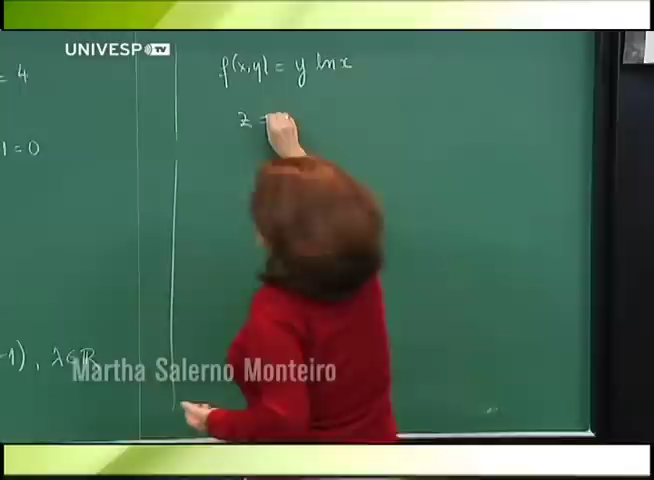 UNIVESP TV
= 4
f(x,y) = y ln x
z =
1 = 0
-1), λ∈ℝ
Martha Salerno Monteiro